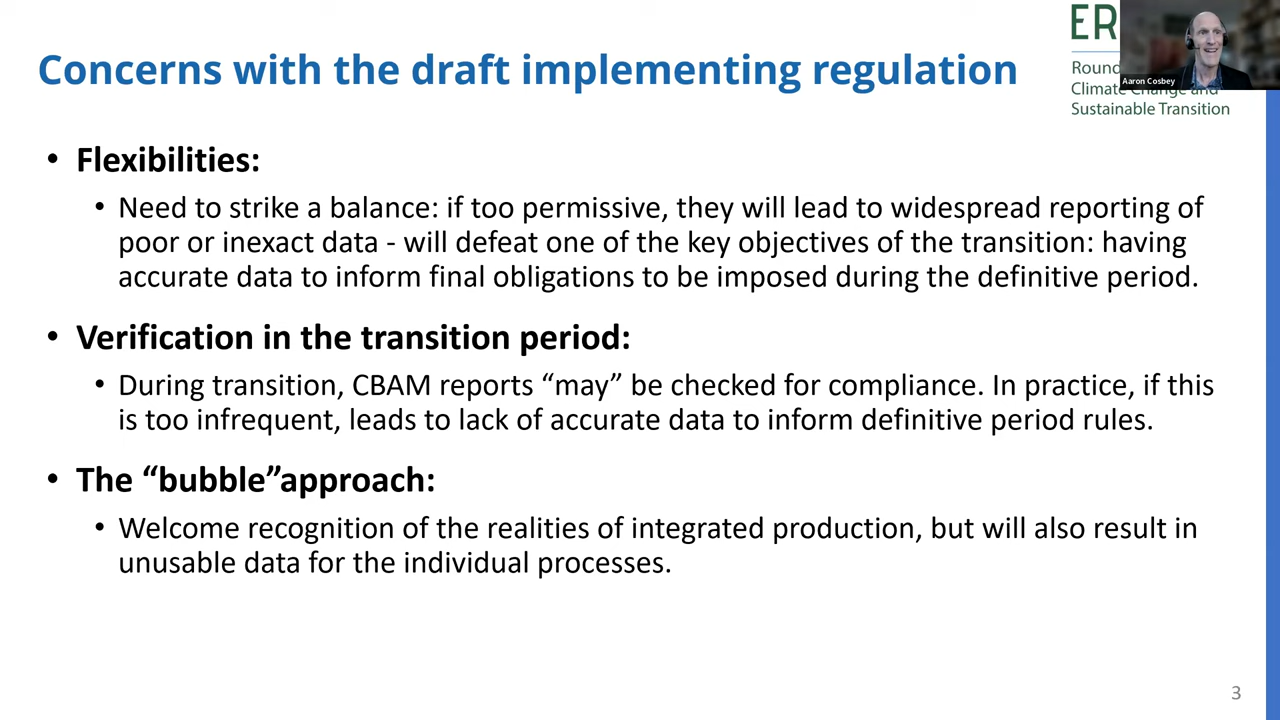 Concerns with the draft implementing regulation
ER
Round
Climate Change and
Sustainable Transition
Aaron Cosbey
• Flexibilities:
• Need to strike a balance: if too permissive, they will lead to widespread reporting of
poor or inexact data - will defeat one of the key objectives of the transition: having
accurate data to inform final obligations to be imposed during the definitive period.
• Verification in the transition period:
• During transition, CBAM reports “may” be checked for compliance. In practice, if this
is too infrequent, leads to lack of accurate data to inform definitive period rules.
• The “bubble”approach:
• Welcome recognition of the realities of integrated production, but will also result in
unusable data for the individual processes.
3